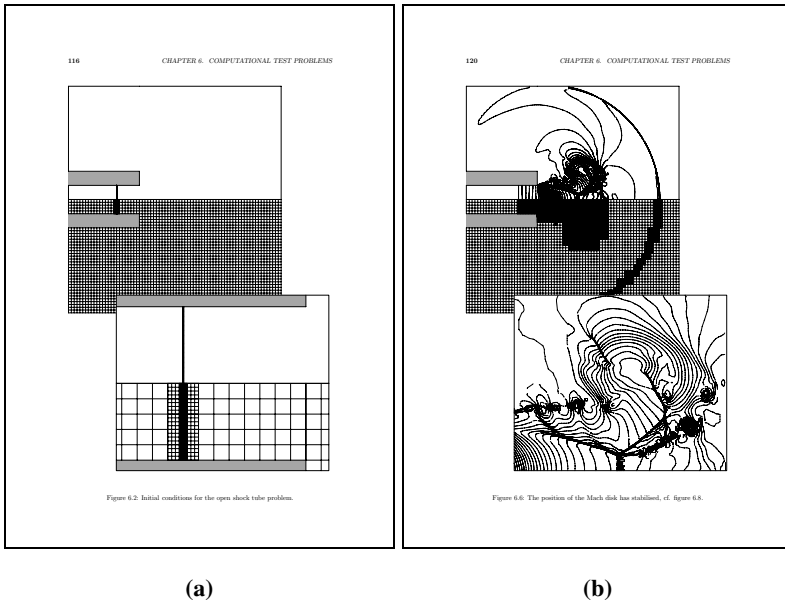 116 CHAPTER 6. COMPUTATIONAL TEST PROBLEMS
Figure 6.2: Initial conditions for the open shock tube problem.
(a)
120 CHAPTER 6. COMPUTATIONAL TEST PROBLEMS
Figure 6.6: The position of the Mach disk has stabilised, cf. figure 6.8.
(b)